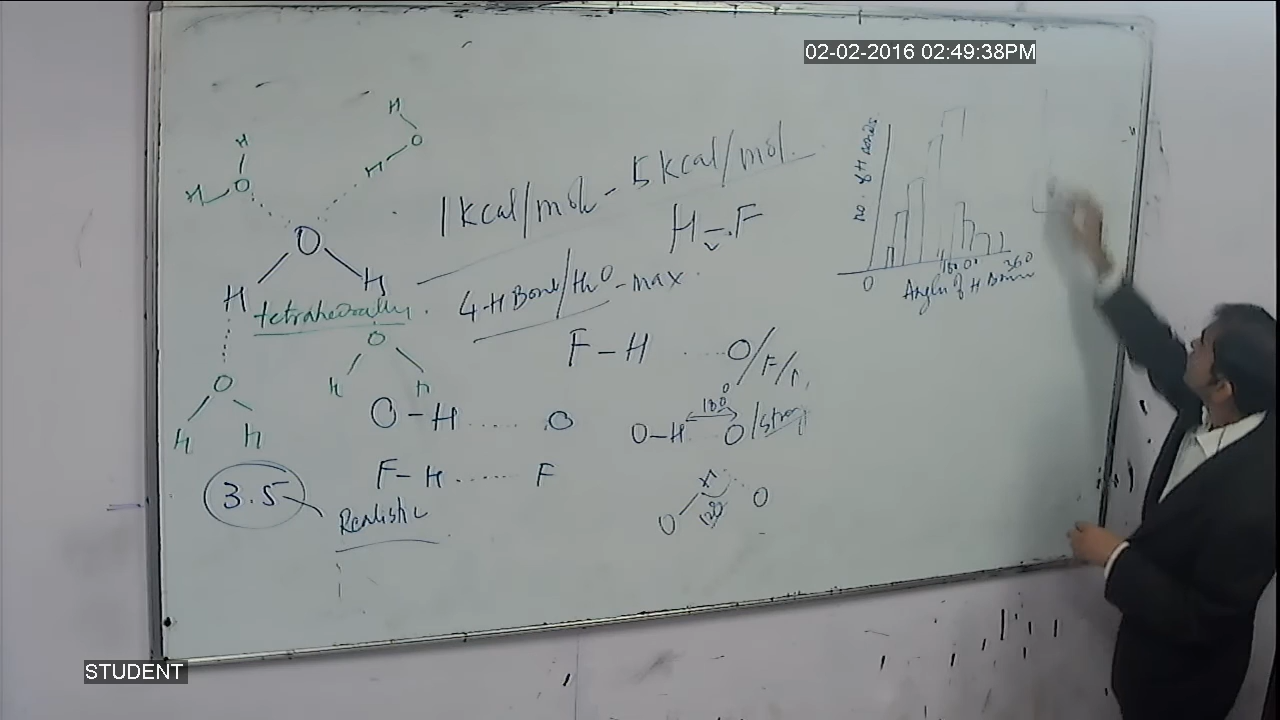 02-02-2016 02:49:38PM
H
O
H
H
O
H
O
H
H
tetrahedrally.
O
H
H
O
H
H
1 kcal/mol - 5 kcal/mol.
H - F
4 H Bond/H2O - max.
F - H ..... O/F/
O - H ..... O
180°
O-H ..... O/strong
F - H ...... F
3.5
Realistic
O
O
no. of H Bonds
0
180°
360
Angle of H Bond
STUDENT